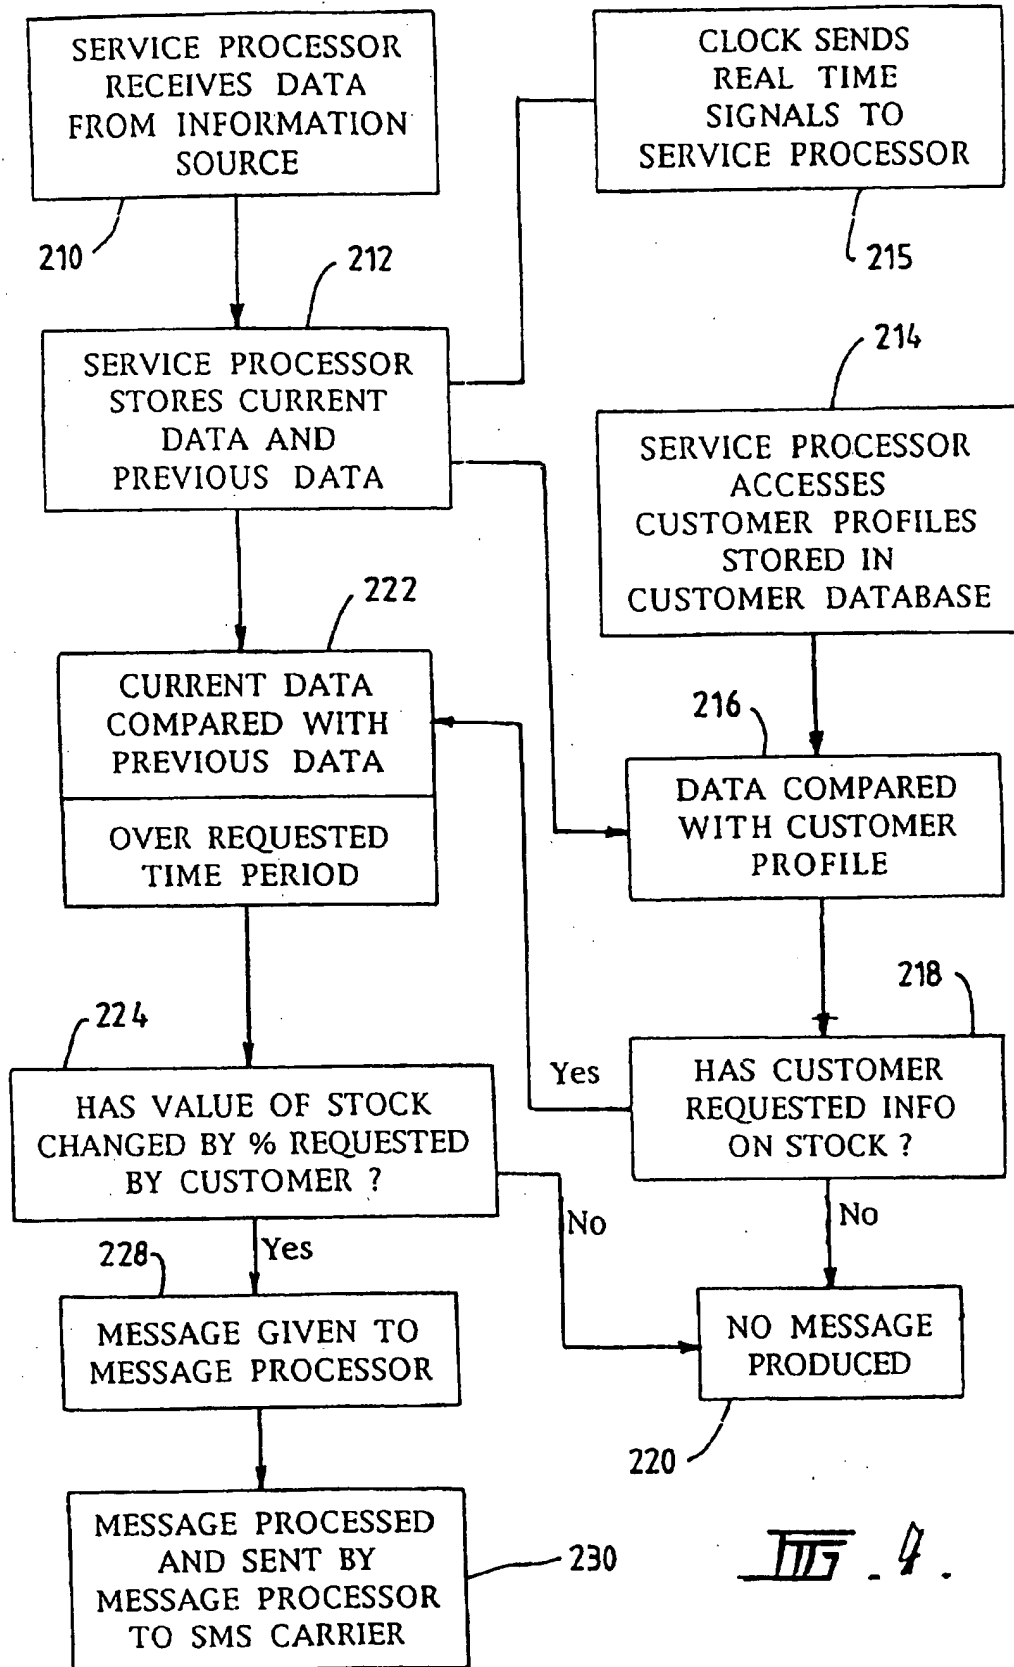 SERVICE PROCESSOR
RECEIVES DATA
FROM INFORMATION
SOURCE
210
CLOCK SENDS
REAL TIME
SIGNALS TO
SERVICE PROCESSOR
215
212
SERVICE PROCESSOR
STORES CURRENT
DATA AND
PREVIOUS DATA
214
SERVICE PROCESSOR
ACCESSES
CUSTOMER PROFILES
STORED IN
CUSTOMER DATABASE
222
CURRENT DATA
COMPARED WITH
PREVIOUS DATA
OVER REQUESTED
TIME PERIOD
216
DATA COMPARED
WITH CUSTOMER
PROFILE
218
HAS CUSTOMER
REQUESTED INFO
ON STOCK ?
Yes
No
224
HAS VALUE OF STOCK
CHANGED BY % REQUESTED
BY CUSTOMER ?
No
Yes
228
MESSAGE GIVEN TO
MESSAGE PROCESSOR
NO MESSAGE
PRODUCED
220
MESSAGE PROCESSED
AND SENT BY
MESSAGE PROCESSOR
TO SMS CARRIER
230